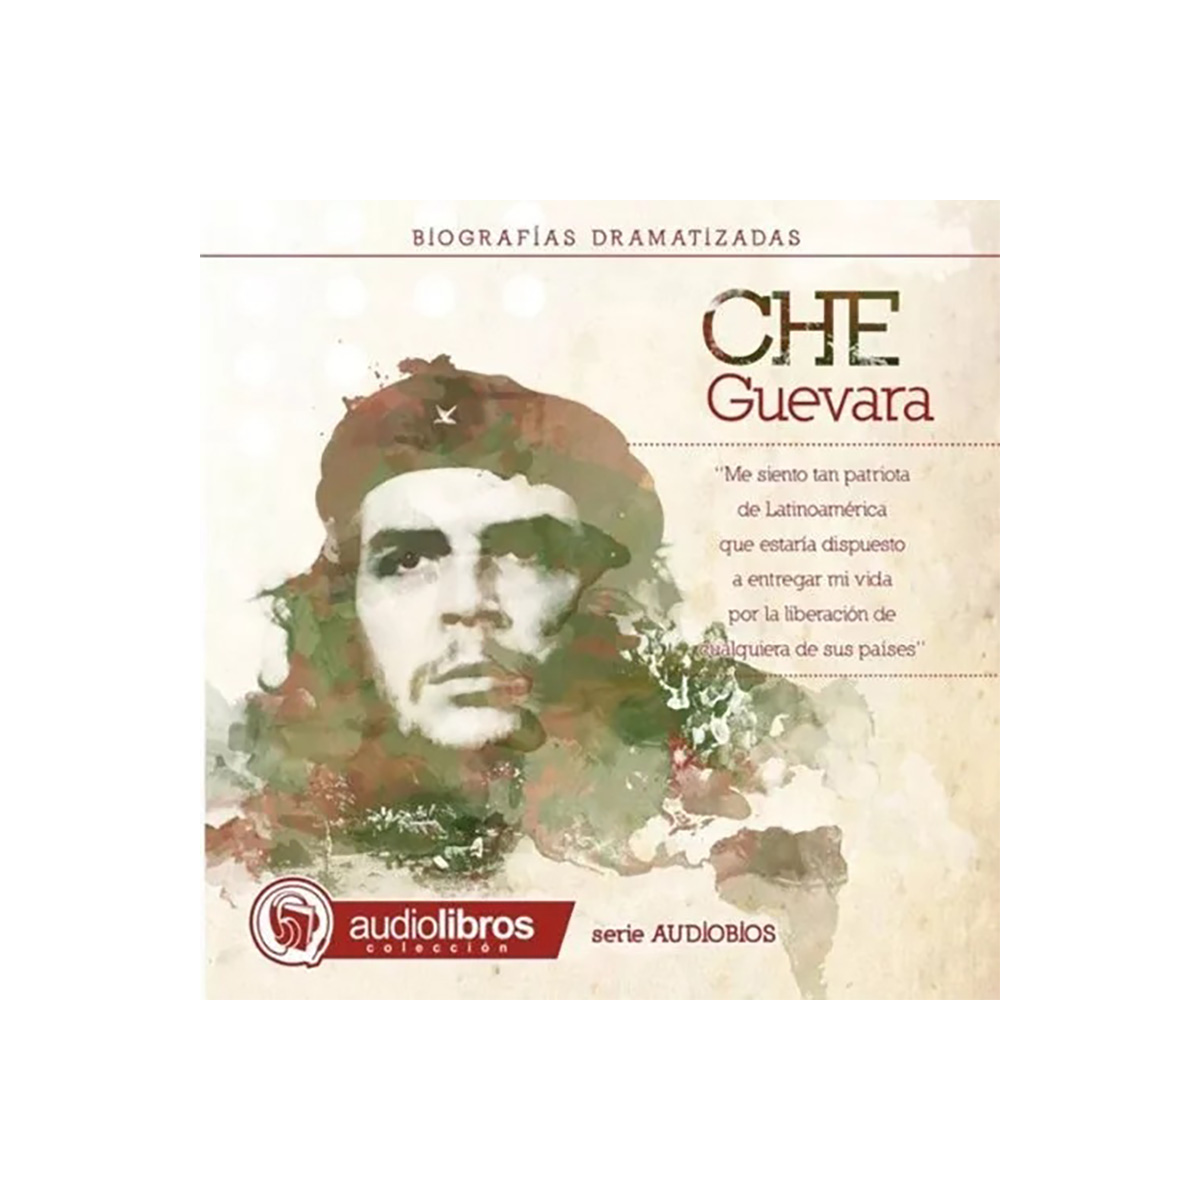 BIOGRAFÍAS DRAMATIZADAS
CHE
Guevara
"Me siento tan patriota
de Latinoamérica
que estaría dispuesto
a entregar mi vida
por la liberación de
cualquiera de sus países"
audiolibros
colección
serie AUDIOBIOS